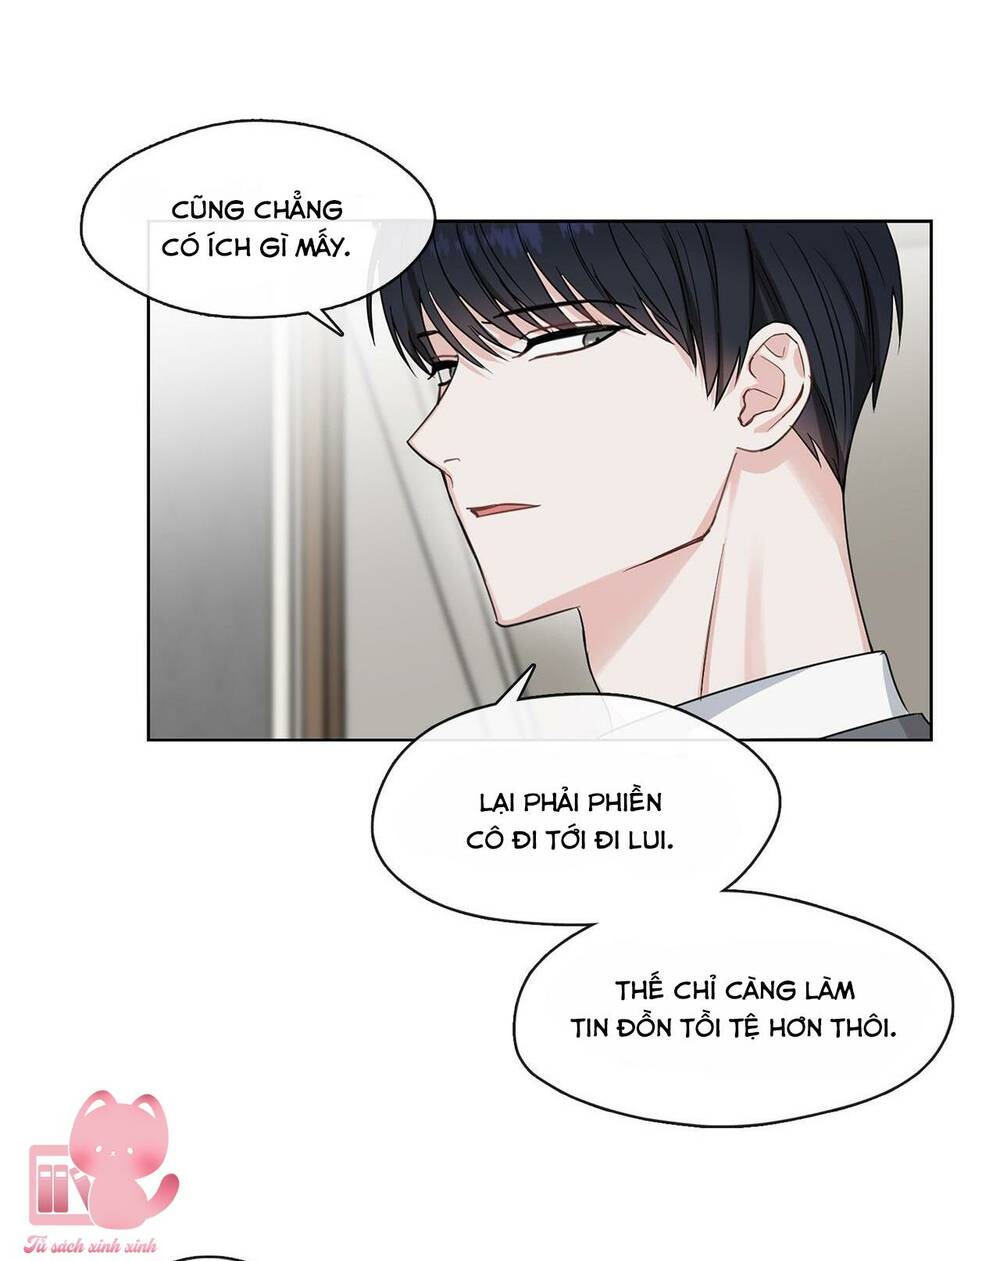 CŨNG CHẲNG
CÓ ÍCH GÌ MẤY.
LẠI PHẢI PHIỀN
CÔ ĐI TỚI ĐI LUI.
THẾ CHỈ CÀNG LÀM
TIN ĐỒN TỒI TỆ HƠN THÔI.
Tủ sách xinh xinh